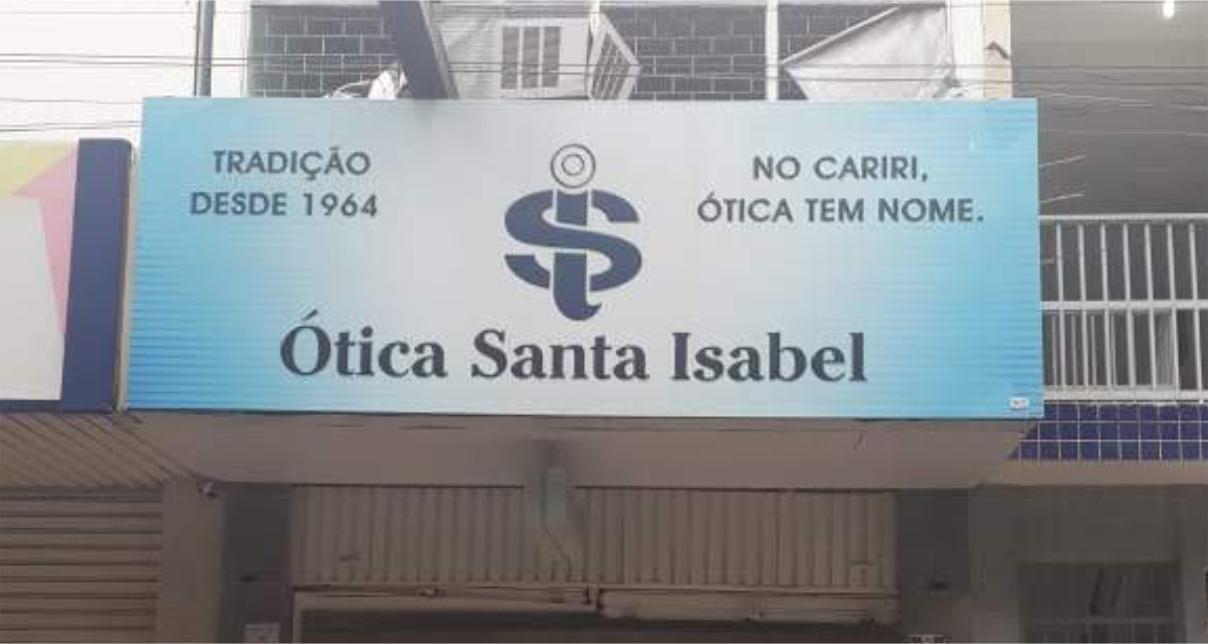 TRADIÇÃO
DESDE 1964
NO CARIRI,
ÓTICA TEM NOME.
Ótica Santa Isabel